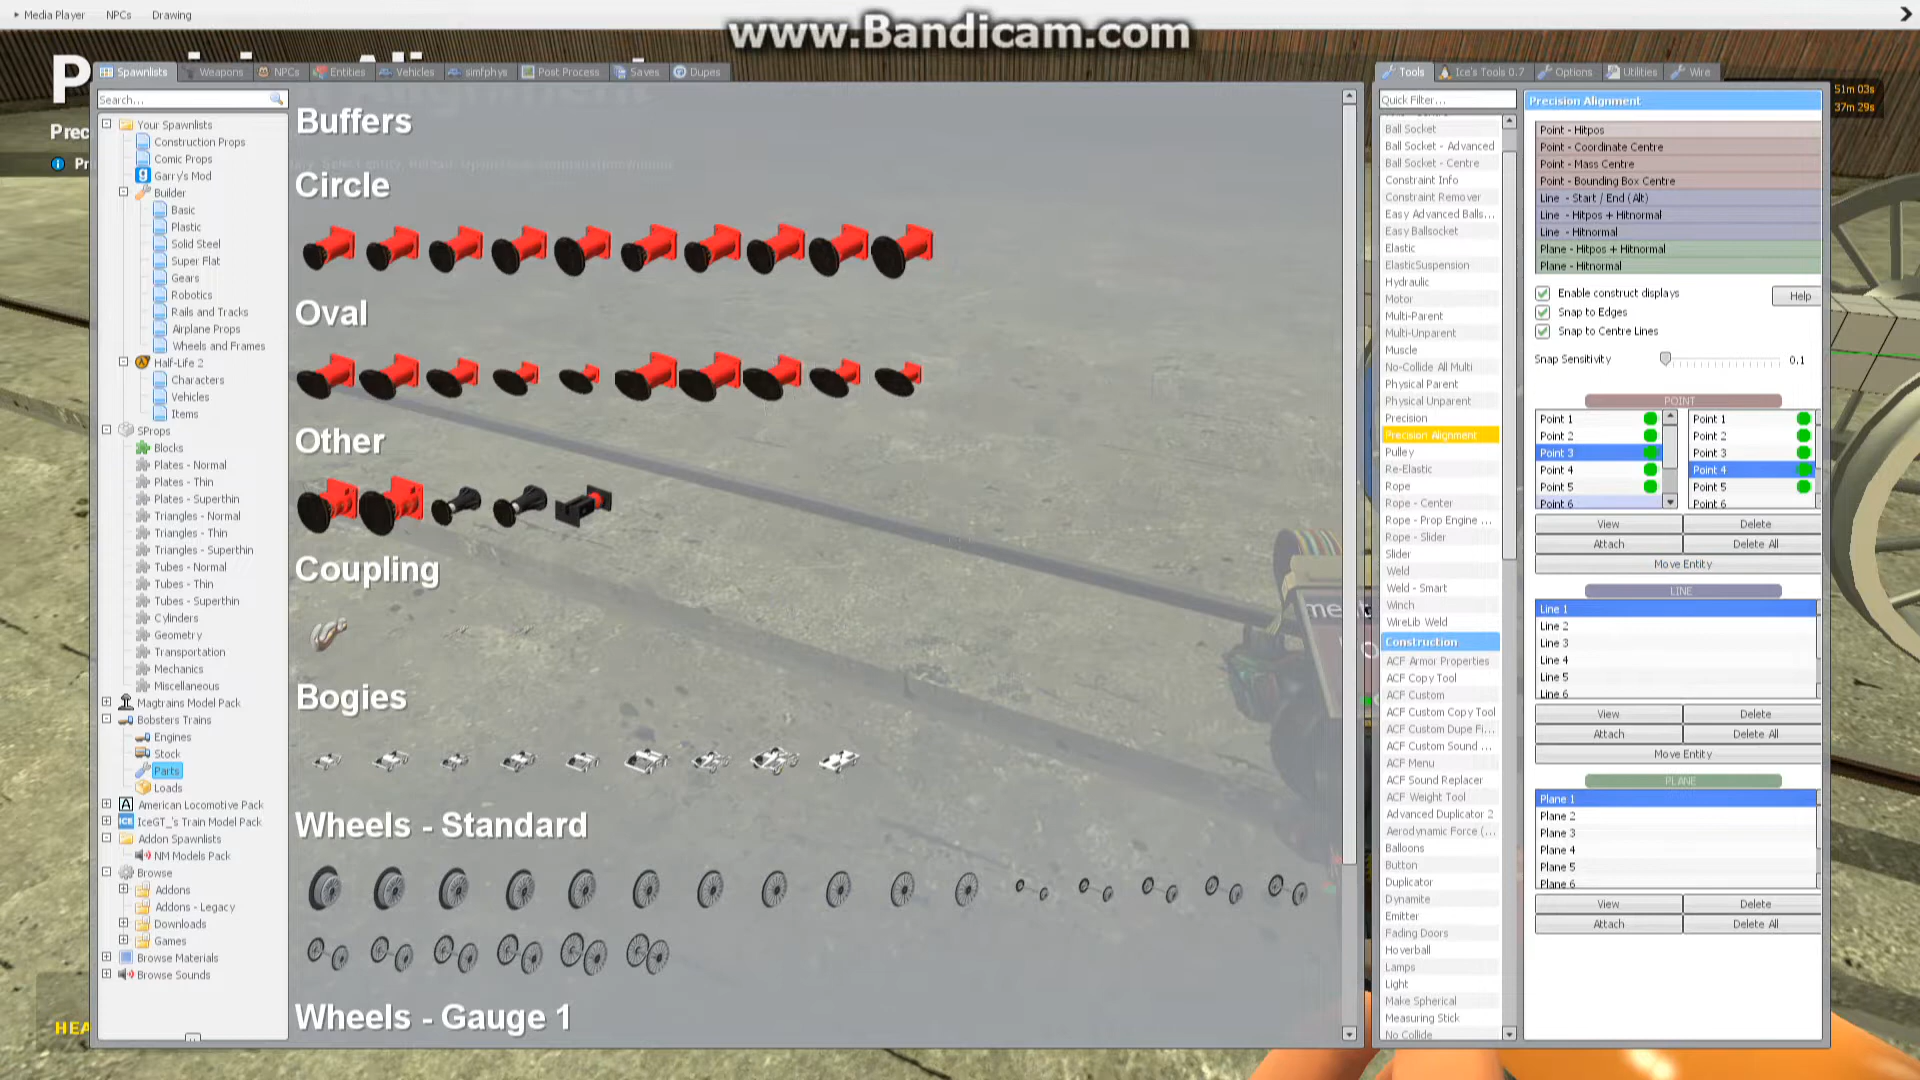 Media Player NPCs Drawing
www.Bandicam.com
Spawnlists Weapons NPCs Entities Vehicles simfphys Post Process Saves Dupes
Search...
Your Spawnlists
Construction Props
Comic Props
Garry's Mod
Builder
Basic
Plastic
Solid Steel
Super Flat
Gears
Robotics
Rails and Tracks
Airplane Props
Wheels and Frames
Half-Life 2
Characters
Vehicles
Items
SProps
Blocks
Plates - Normal
Plates - Thin
Plates - Superthin
Triangles - Normal
Triangles - Thin
Triangles - Superthin
Tubes - Normal
Tubes - Thin
Tubes - Superthin
Cylinders
Geometry
Transportation
Mechanics
Miscellaneous
Magtrains Model Pack
Bobsters Trains
Engines
Stock
Parts
Loads
American Locomotive Pack
IceGT_'s Train Model Pack
Addon Spawnlists
NM Models Pack
Browse
Addons
Addons - Legacy
Downloads
Games
Browse Materials
Browse Sounds
Buffers
Circle
Oval
Other
Coupling
Bogies
Wheels - Standard
Wheels - Gauge 1
Tools Ice's Tools 0.7 Options Utilities Wire
Quick Filter...
Ball Socket
Ball Socket - Advanced
Ball Socket - Centre
Constraint Info
Constraint Remover
Easy Advanced Balls...
Easy Ballsocket
Elastic
ElasticSuspension
Hydraulic
Motor
Multi-Parent
Multi-Unparent
Muscle
No-Collide All Multi
Physical Parent
Physical Unparent
Precision
Precision Alignment
Pulley
Re-Elastic
Rope
Rope - Center
Rope - Prop Engine ...
Rope - Slider
Slider
Weld
Weld - Smart
Winch
WireLib Weld
Construction
ACF Armor Properties
ACF Copy Tool
ACF Custom
ACF Custom Copy Tool
ACF Custom Dupe Fi...
ACF Custom Sound ...
ACF Menu
ACF Sound Replacer
ACF Weight Tool
Advanced Duplicator 2
Aerodynamic Force (...
Balloons
Button
Duplicator
Dynamite
Emitter
Fading Doors
Hoverball
Lamps
Light
Make Spherical
Measuring Stick
No Collide
Precision Alignment
Point - Hitpos
Point - Coordinate Centre
Point - Mass Centre
Point - Bounding Box Centre
Line - Start / End (Alt)
Line - Hitpos + Hitnormal
Line - Hitnormal
Plane - Hitpos + Hitnormal
Plane - Hitnormal
Enable construct displays Help
Snap to Edges
Snap to Centre Lines
Snap Sensitivity 0.1
POINT
Point 1 Point 1
Point 2 Point 2
Point 3 Point 3
Point 4 Point 4
Point 5 Point 5
Point 6 Point 6
View Delete
Attach Delete All
Move Entity
LINE
Line 1
Line 2
Line 3
Line 4
Line 5
Line 6
View Delete
Attach Delete All
Move Entity
PLANE
Plane 1
Plane 2
Plane 3
Plane 4
Plane 5
Plane 6
View Delete
Attach Delete All
51m 03s
37m 29s
P
Prec
Pr
HEA